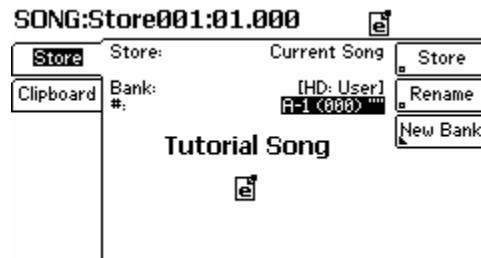 SONG:Store001:01.000
Store
Store: Current Song
Store
Clipboard
Bank: [HD: User]
#: A-1 (000) ""
Rename
New Bank
Tutorial Song